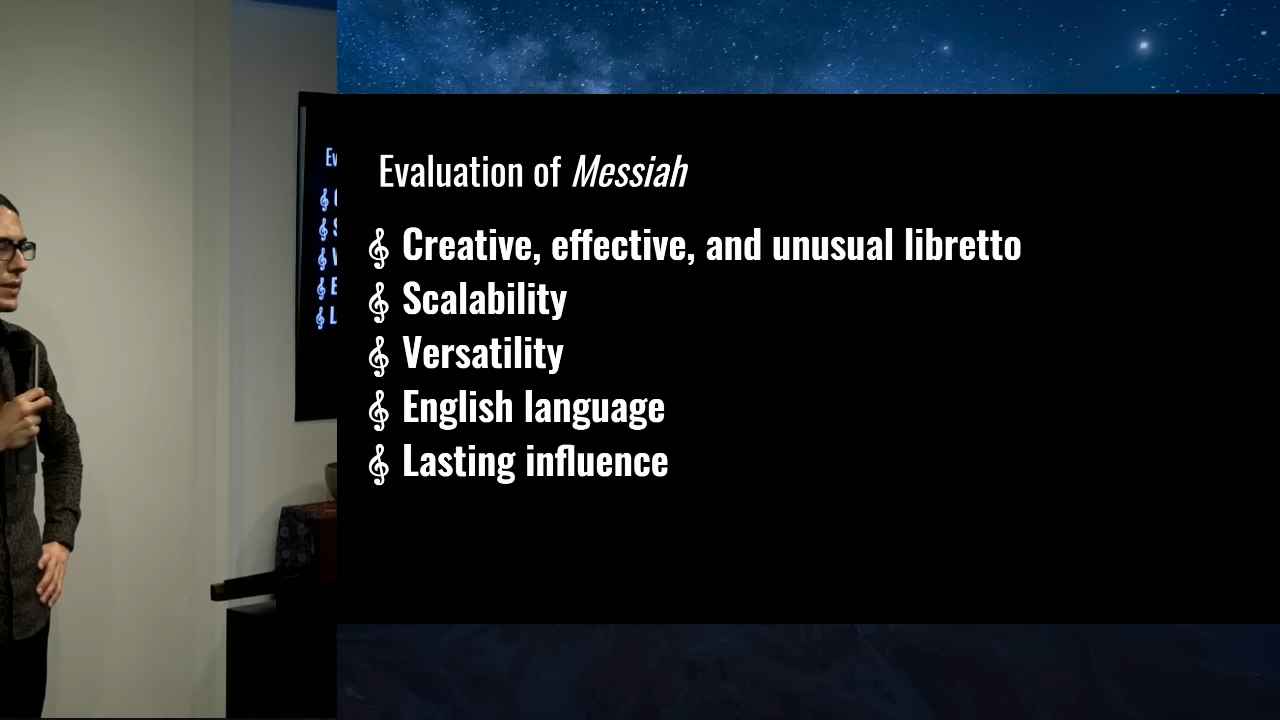 Evaluation of Messiah
Creative, effective, and unusual libretto
Scalability
Versatility
English language
Lasting influence